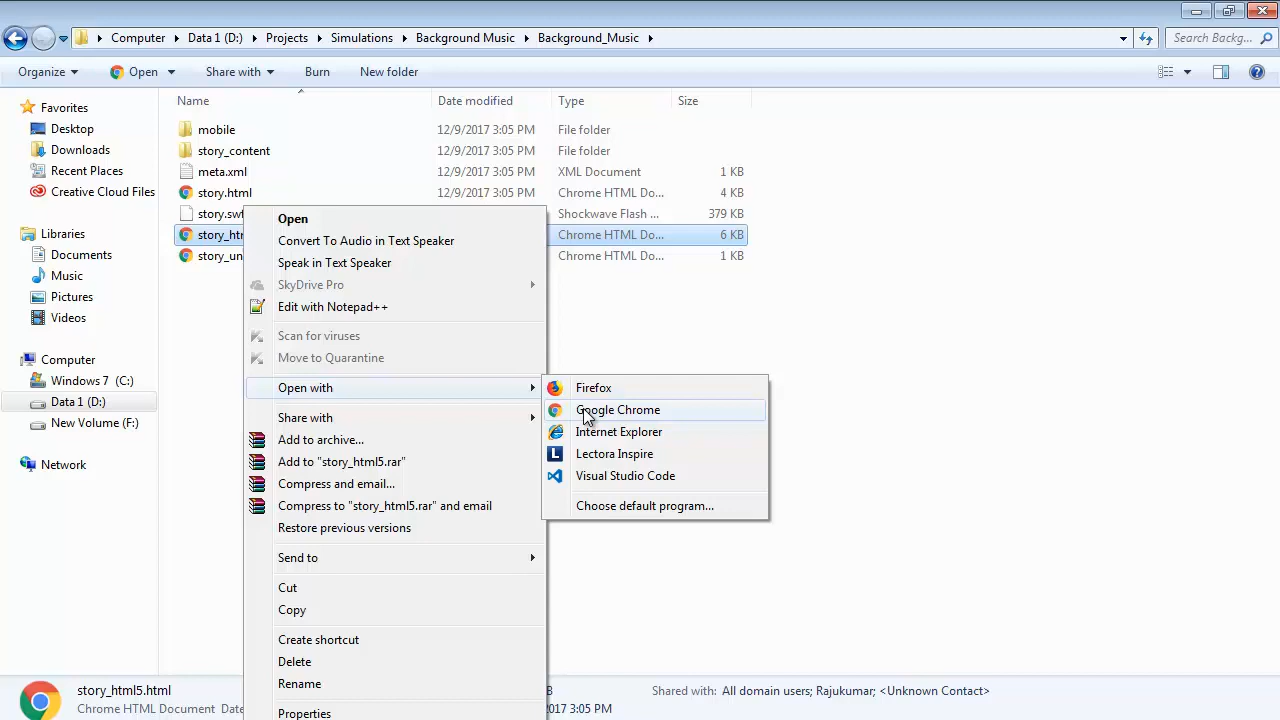 Computer Data 1 (D:) Projects Simulations Background Music Background_Music Search Backg...
Organize Open Share with Burn New folder
Name Date modified Type Size
Favorites
Desktop
Downloads
Recent Places
Creative Cloud Files
Libraries
Documents
Music
Pictures
Videos
Computer
Windows 7 (C:)
Data 1 (D:)
New Volume (F:)
Network
mobile 12/9/2017 3:05 PM File folder
story_content 12/9/2017 3:05 PM File folder
meta.xml 12/9/2017 3:05 PM XML Document 1 KB
story.html 12/9/2017 3:05 PM Chrome HTML Do... 4 KB
story.swf Shockwave Flash ... 379 KB
story_htm Chrome HTML Do... 6 KB
story_un Chrome HTML Do... 1 KB
Open
Convert To Audio in Text Speaker
Speak in Text Speaker
SkyDrive Pro
Edit with Notepad++
Scan for viruses
Move to Quarantine
Open with
Share with
Add to archive...
Add to "story_html5.rar"
Compress and email...
Compress to "story_html5.rar" and email
Restore previous versions
Send to
Cut
Copy
Create shortcut
Delete
Rename
Properties
Firefox
Google Chrome
Internet Explorer
Lectora Inspire
Visual Studio Code
Choose default program...
story_html5.html Shared with: All domain users; Rajukumar; <Unknown Contact>
Chrome HTML Document Date 017 3:05 PM